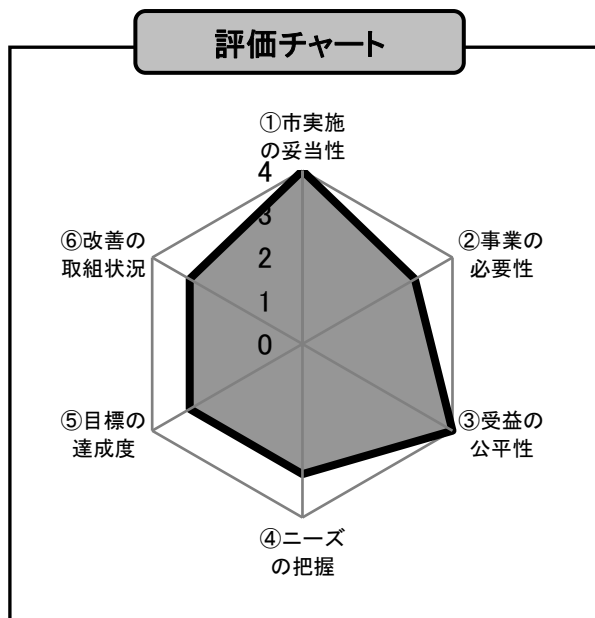 評価チャート
①市実施
の妥当性
4
3
2
1
0
②事業の
必要性
③受益の
公平性
④ニーズ
の把握
⑤目標の
達成度
⑥改善の
取組状況